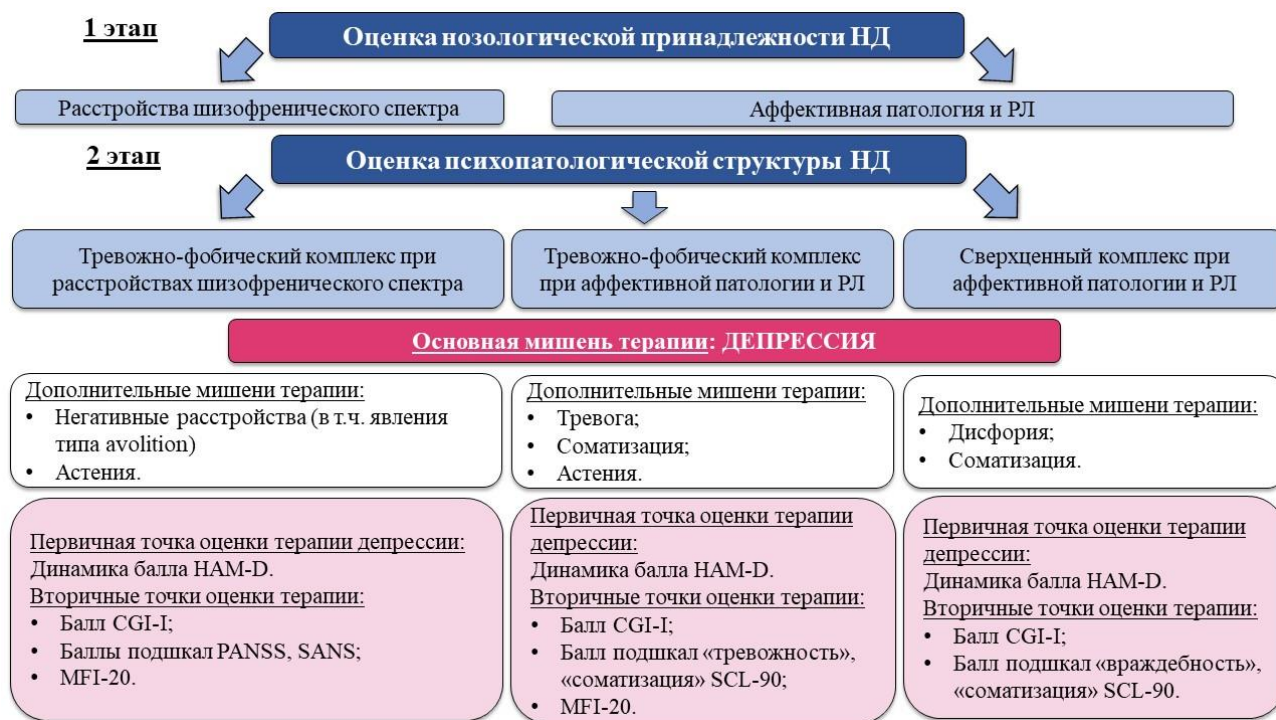 1 этап
Оценка нозологической принадлежности НД
Расстройства шизофренического спектра
Аффективная патология и РЛ
2 этап
Оценка психопатологической структуры НД
Тревожно-фобический комплекс при
расстройствах шизофренического спектра
Тревожно-фобический комплекс
при аффективной патологии и РЛ
Сверхценный комплекс при
аффективной патологии и РЛ
Основная мишень терапии: ДЕПРЕССИЯ
Дополнительные мишени терапии:
• Негативные расстройства (в т.ч. явления
типа avolition)
• Астения.
Дополнительные мишени терапии:
• Тревога;
• Соматизация;
• Астения.
Дополнительные мишени терапии:
• Дисфория;
• Соматизация.
Первичная точка оценки терапии депрессии:
Динамика балла HAM-D.
Вторичные точки оценки терапии:
• Балл CGI-I;
• Баллы подшкал PANSS, SANS;
• MFI-20.
Первичная точка оценки терапии
депрессии:
Динамика балла HAM-D.
Вторичные точки оценки терапии:
• Балл CGI-I;
• Балл подшкал «тревожность»,
«соматизация» SCL-90;
• MFI-20.
Первичная точка оценки терапии
депрессии:
Динамика балла HAM-D.
Вторичные точки оценки терапии:
• Балл CGI-I;
• Балл подшкал «враждебность»,
«соматизация» SCL-90.